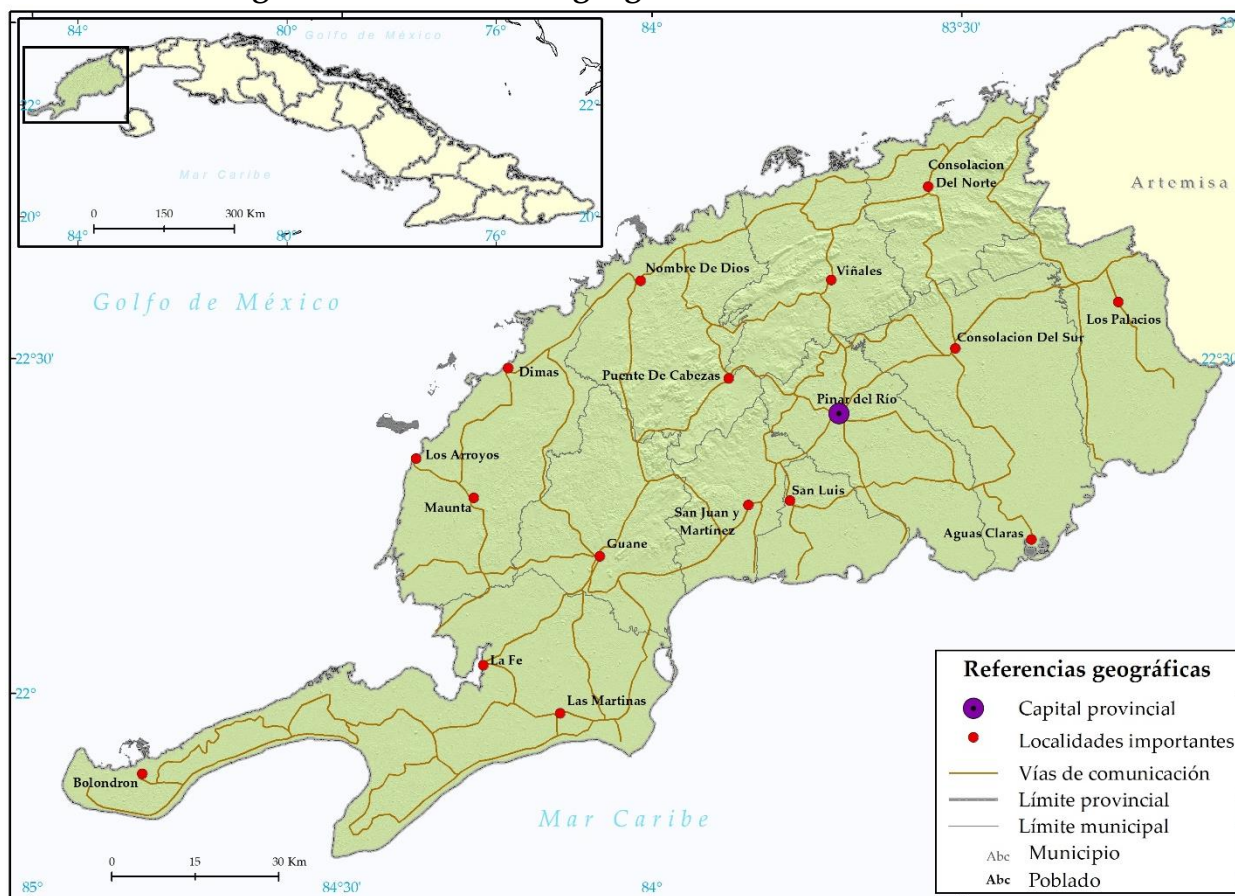 84°
80°
76°
Golfo de México
22°
22°
Mar Caribe
0 150 300 Km
20°
20°
84°
80°
76°
84°
83°30'
Artemisa
Consolacion
Del Norte
Nombre De Dios
Viñales
Los Palacios
Golfo de México
Consolacion Del Sur
22°30'
22°30'
Dimas
Puente De Cabezas
Pinar del Río
Los Arroyos
Maunta
San Luis
San Juan y
Martínez
Aguas Claras
Guane
La Fe
22°
Las Martinas
Bolondron
Mar Caribe
0 15 30 Km
85°
84°30'
84°
Referencias geográficas
Capital provincial
Localidades importantes
Vías de comunicación
Límite provincial
Límite municipal
Abc Municipio
Abc Poblado